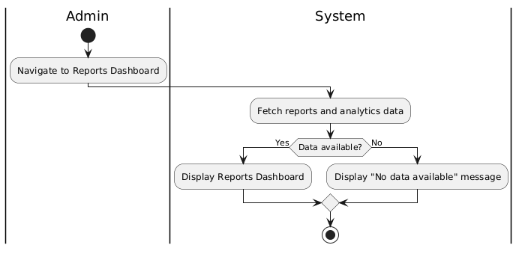 Admin
System
Navigate to Reports Dashboard
Fetch reports and analytics data
Yes
Data available?
No
Display Reports Dashboard
Display "No data available" message